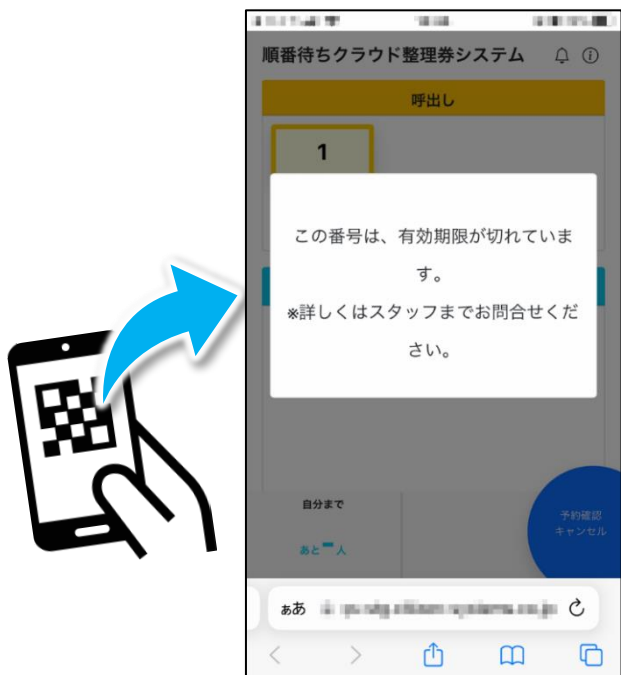 順番待ちクラウド整理券システム
呼出し
1
この番号は、有効期限が切れていま
す。
※詳しくはスタッフまでお問合せくだ
さい。
自分まで
あと ー 人
予約確認
キャンセル
ぁあ